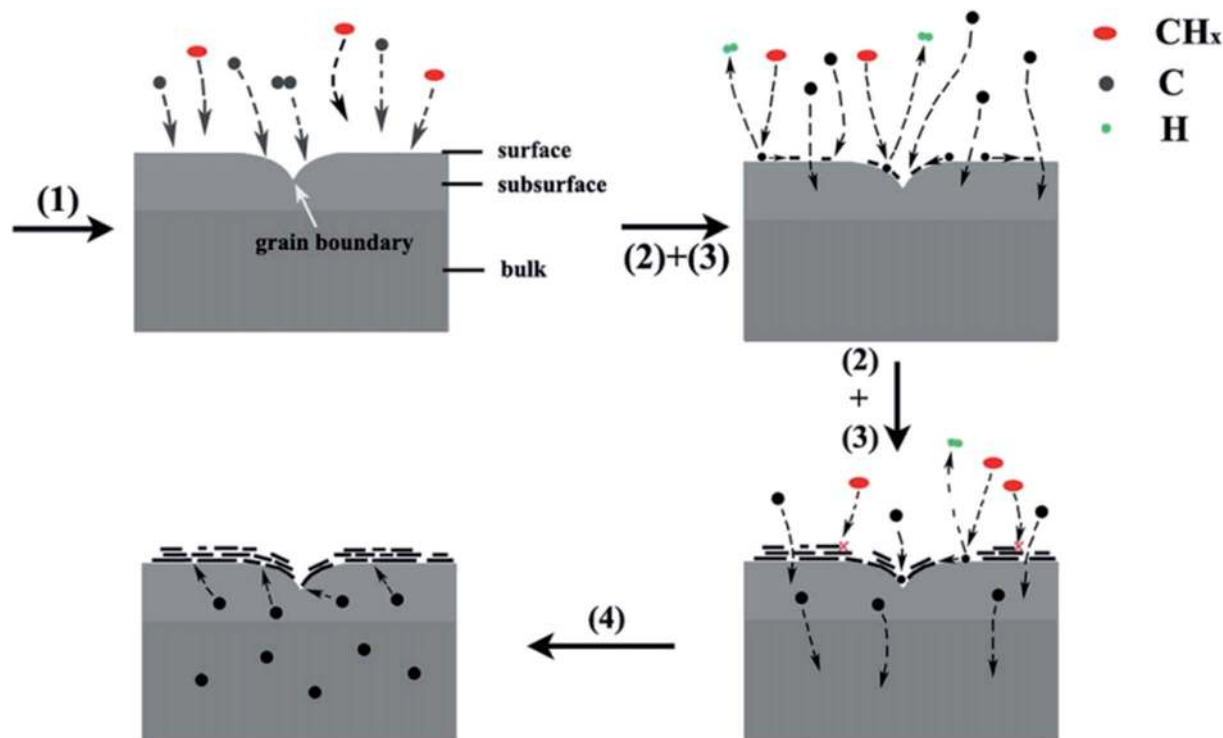 CHx
C
H
surface
subsurface
(1)
grain boundary
bulk
(2)+(3)
(2)
+
(3)
(4)